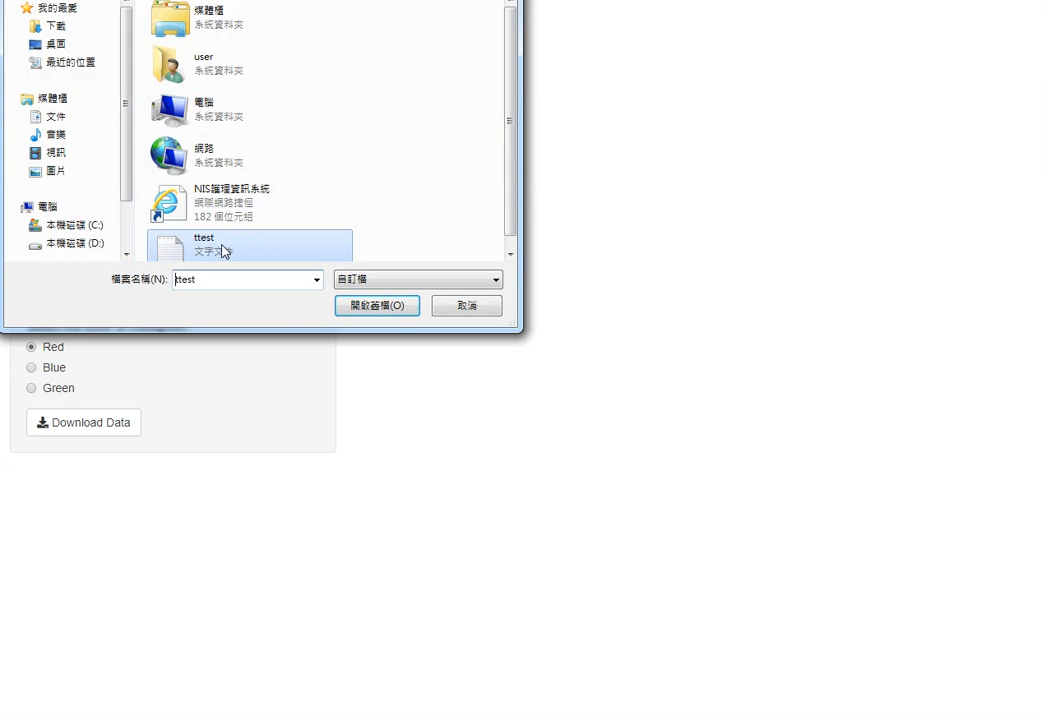 我的最愛
下載
桌面
最近的位置
媒體櫃
文件
音樂
視訊
圖片
電腦
本機磁碟 (C:)
本機磁碟 (D:)
媒體櫃
系統資料夾
user
系統資料夾
電腦
系統資料夾
網路
系統資料夾
NIS護理資訊系統
網際網路捷徑
182 個位元組
ttest
文字文件
檔案名稱(N):
ttest
自訂檔
開啟舊檔(O)
取消
Red
Blue
Green
Download Data